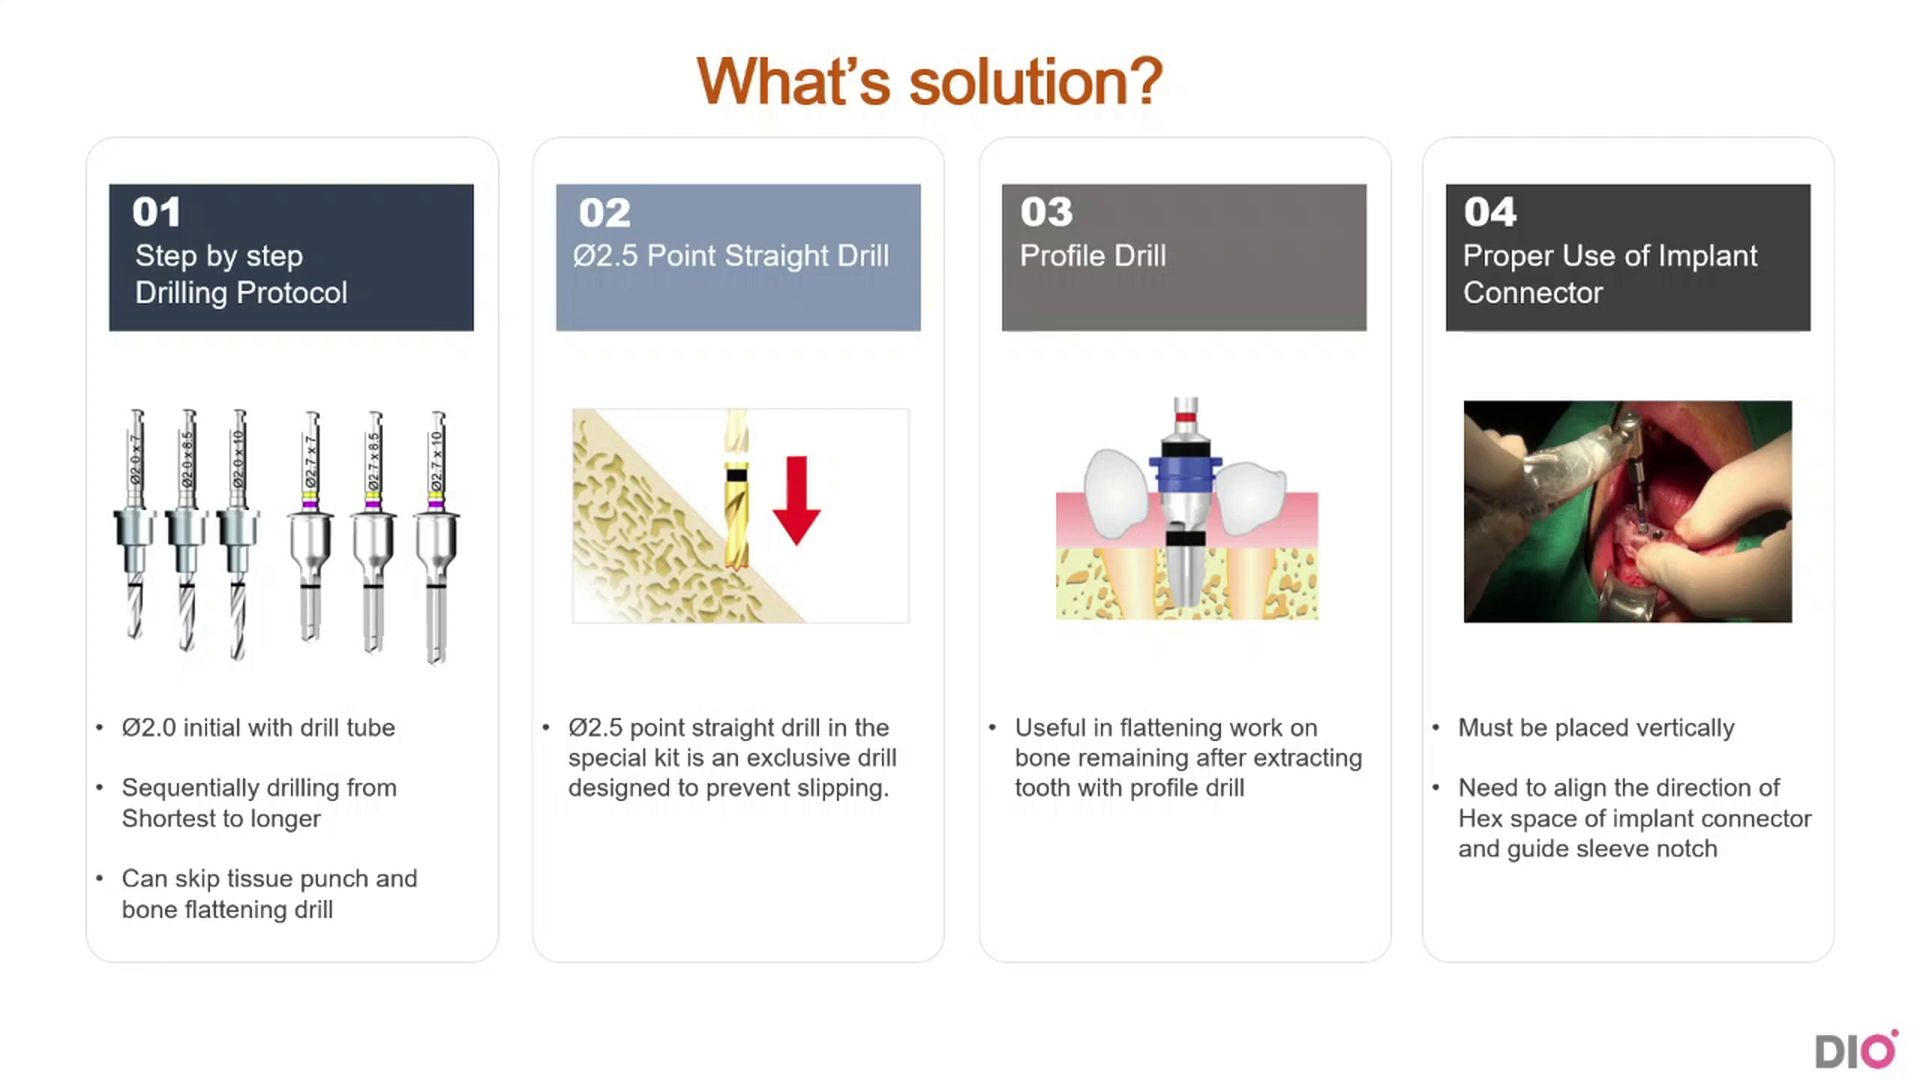 What's solution?
01
Step by step
Drilling Protocol
Ø2.0 x 7
Ø2.0 x 8.5
Ø2.0 x 10
Ø2.7 x 7
Ø2.7 x 8.5
Ø2.7 x 10
• Ø2.0 initial with drill tube
• Sequentially drilling from
Shortest to longer
• Can skip tissue punch and
bone flattening drill
02
Ø2.5 Point Straight Drill
• Ø2.5 point straight drill in the
special kit is an exclusive drill
designed to prevent slipping.
03
Profile Drill
• Useful in flattening work on
bone remaining after extracting
tooth with profile drill
04
Proper Use of Implant
Connector
• Must be placed vertically
• Need to align the direction of
Hex space of implant connector
and guide sleeve notch
DIO